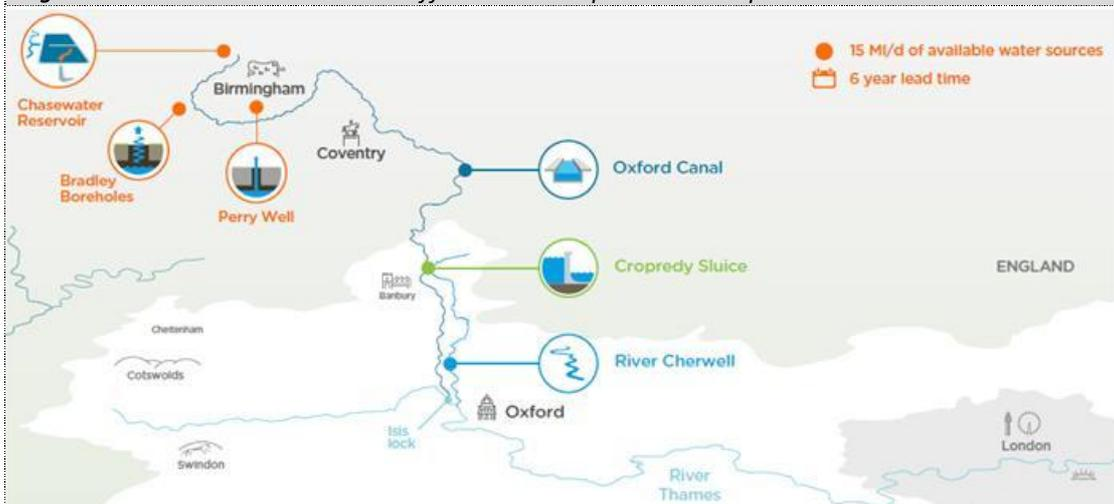 15 Ml/d of available water sources
6 year lead time
Birmingham
Chasewater
Reservoir
Coventry
Oxford Canal
Bradley
Boreholes
Perry Well
Cropredy Sluice
ENGLAND
Banbury
Cheltenham
River Cherwell
Cotswolds
Oxford
Isis
lock
London
Swindon
River
Thames